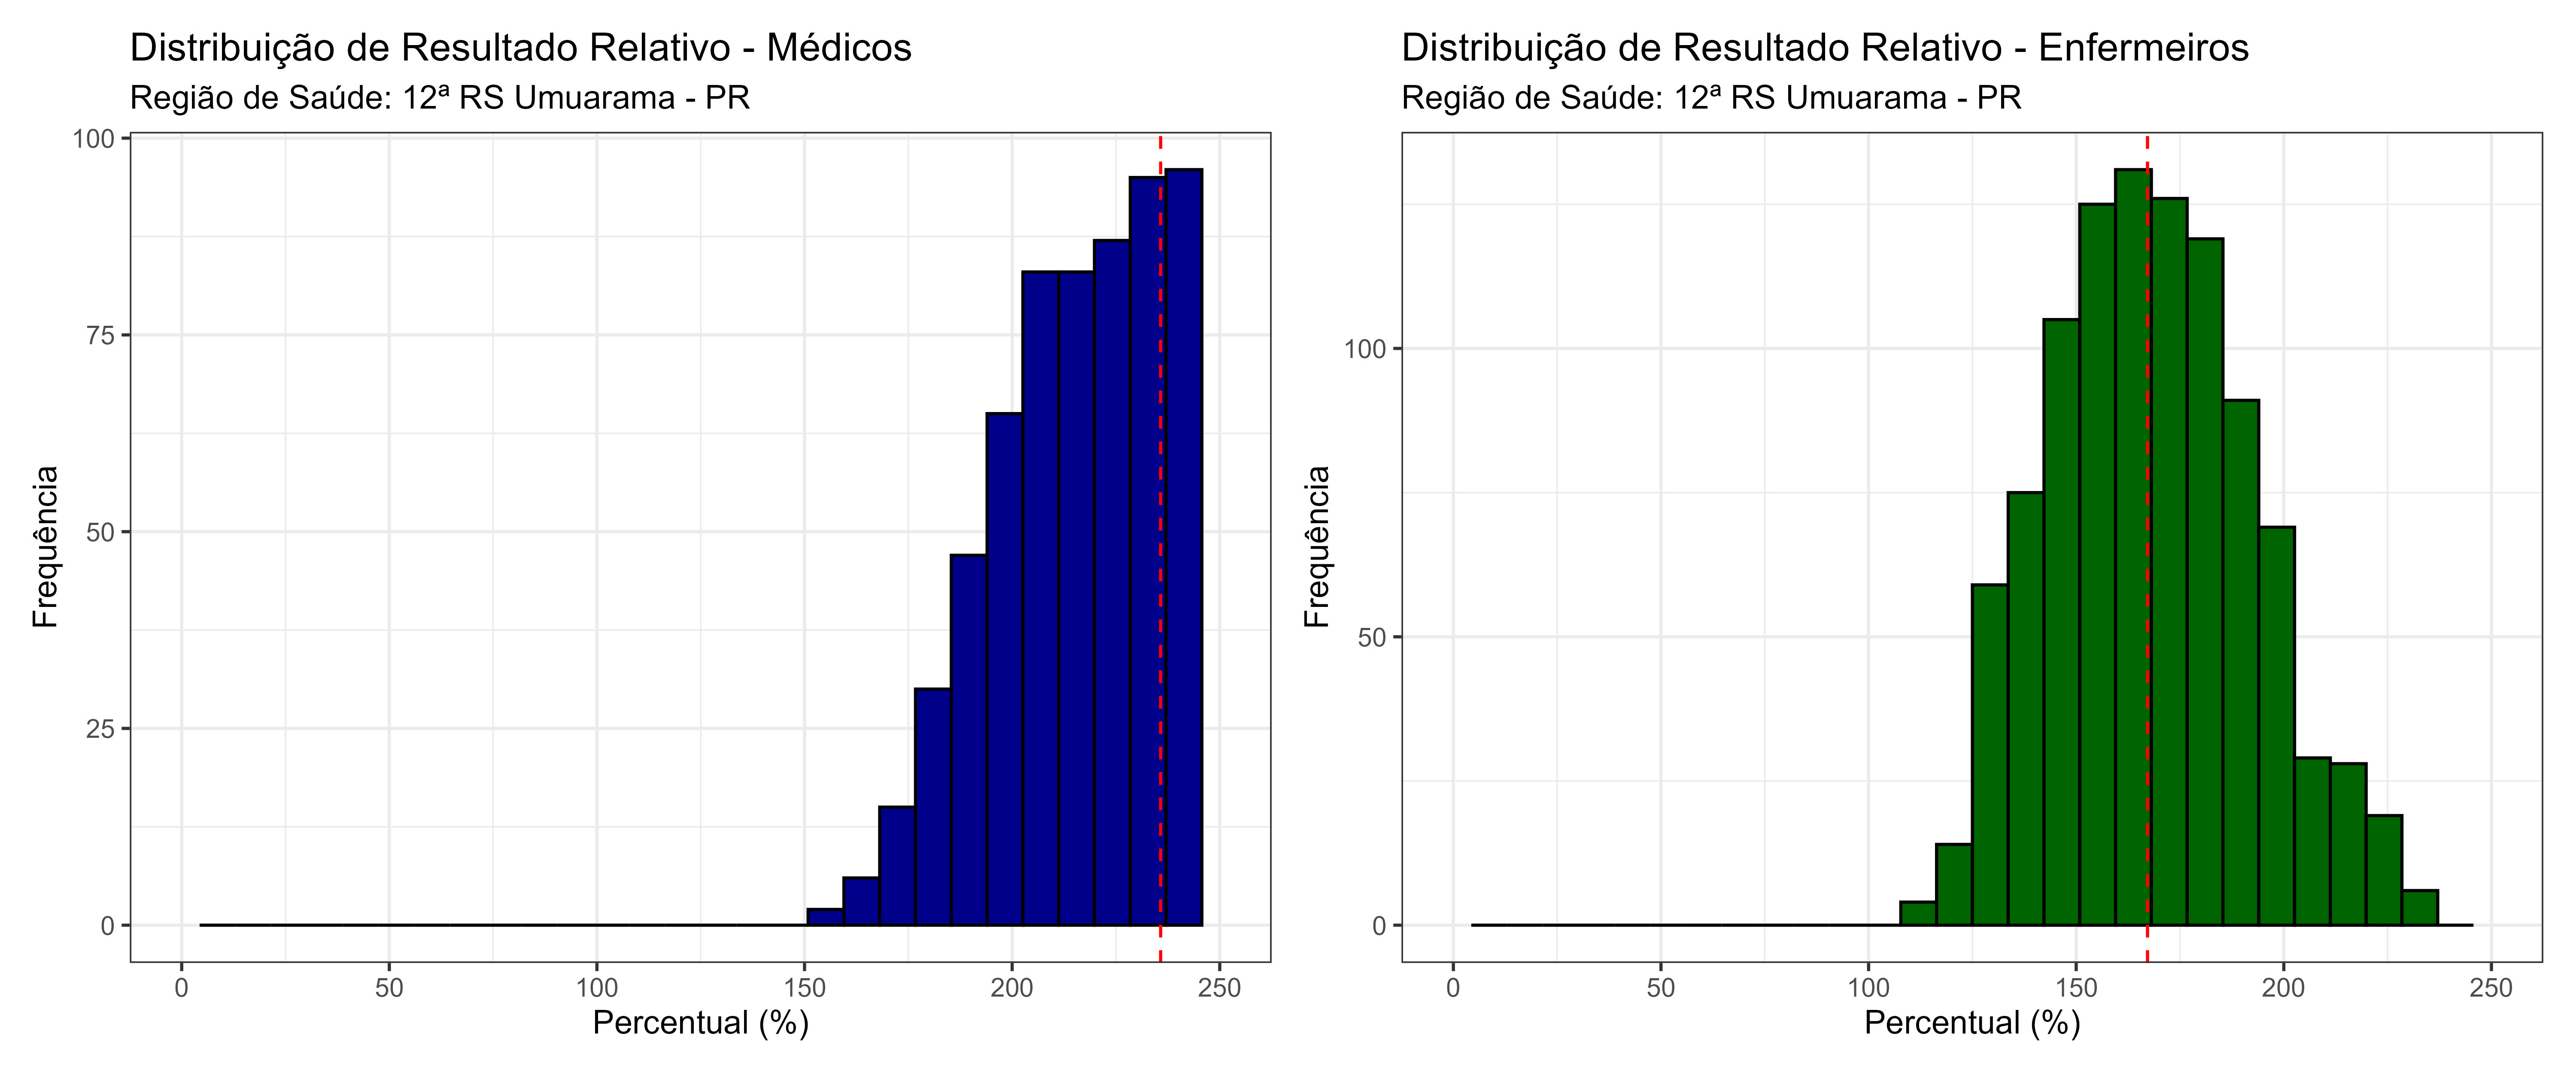 Distribuição de Resultado Relativo - Médicos
Região de Saúde: 12ª RS Umuarama - PR
100
75
50
25
0
Frequência
0 50 100 150 200 250
Percentual (%)
Distribuição de Resultado Relativo - Enfermeiros
Região de Saúde: 12ª RS Umuarama - PR
100
50
0
Frequência
0 50 100 150 200 250
Percentual (%)